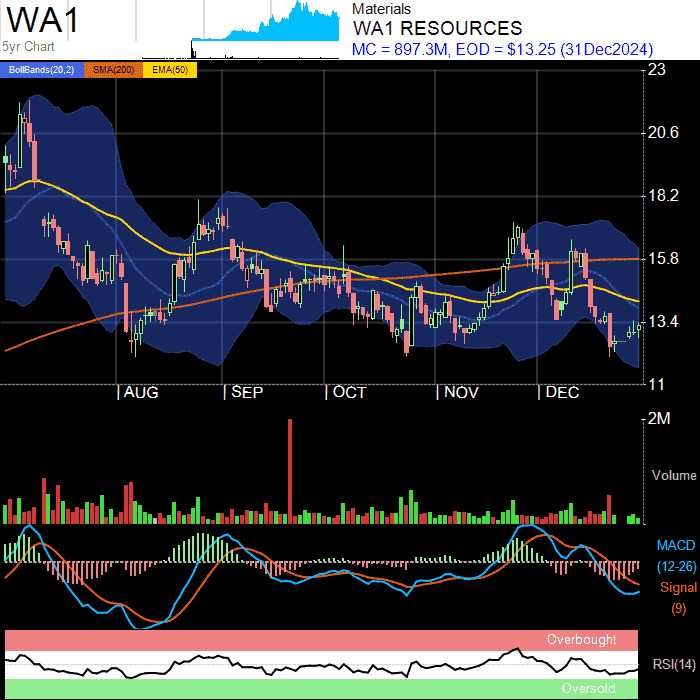 WA1
5yr Chart
Materials
WA1 RESOURCES
MC = 897.3M, EOD = $13.25 (31Dec2024)
BollBands(20,2) SMA(200) EMA(50)
23
20.6
18.2
15.8
13.4
11
AUG SEP OCT NOV DEC
2M
Volume
MACD
(12-26)
Signal
(9)
Overbought
RSI(14)
Oversold